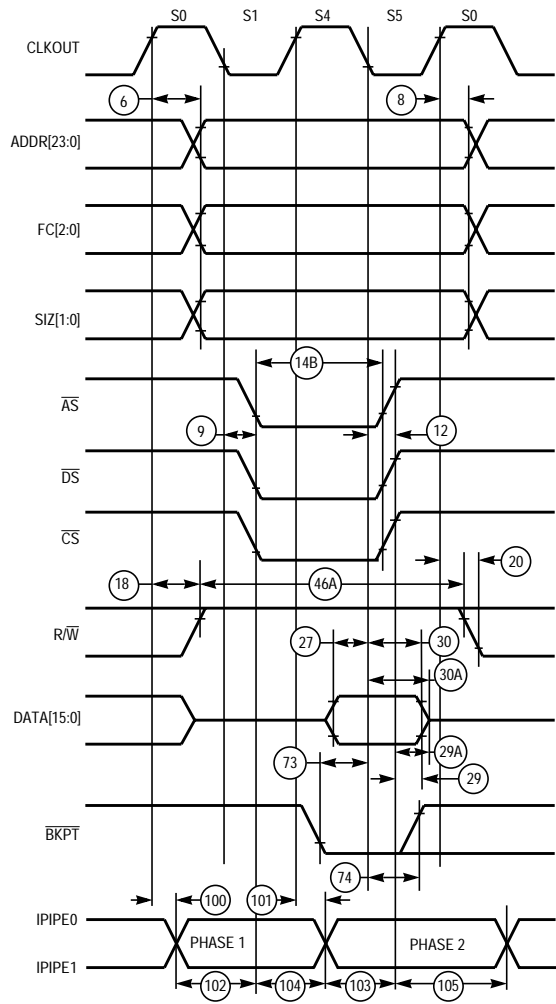 S0 S1 S4 S5 S0
CLKOUT
6 8
ADDR[23:0]
FC[2:0]
SIZ[1:0]
14B
AS
9 12
DS
CS
20
18 46A
R/W
27 30
30A
DATA[15:0]
29A
73 29
BKPT
74
100 101
IPIPE0
PHASE 1 PHASE 2
IPIPE1
102 104 103 105